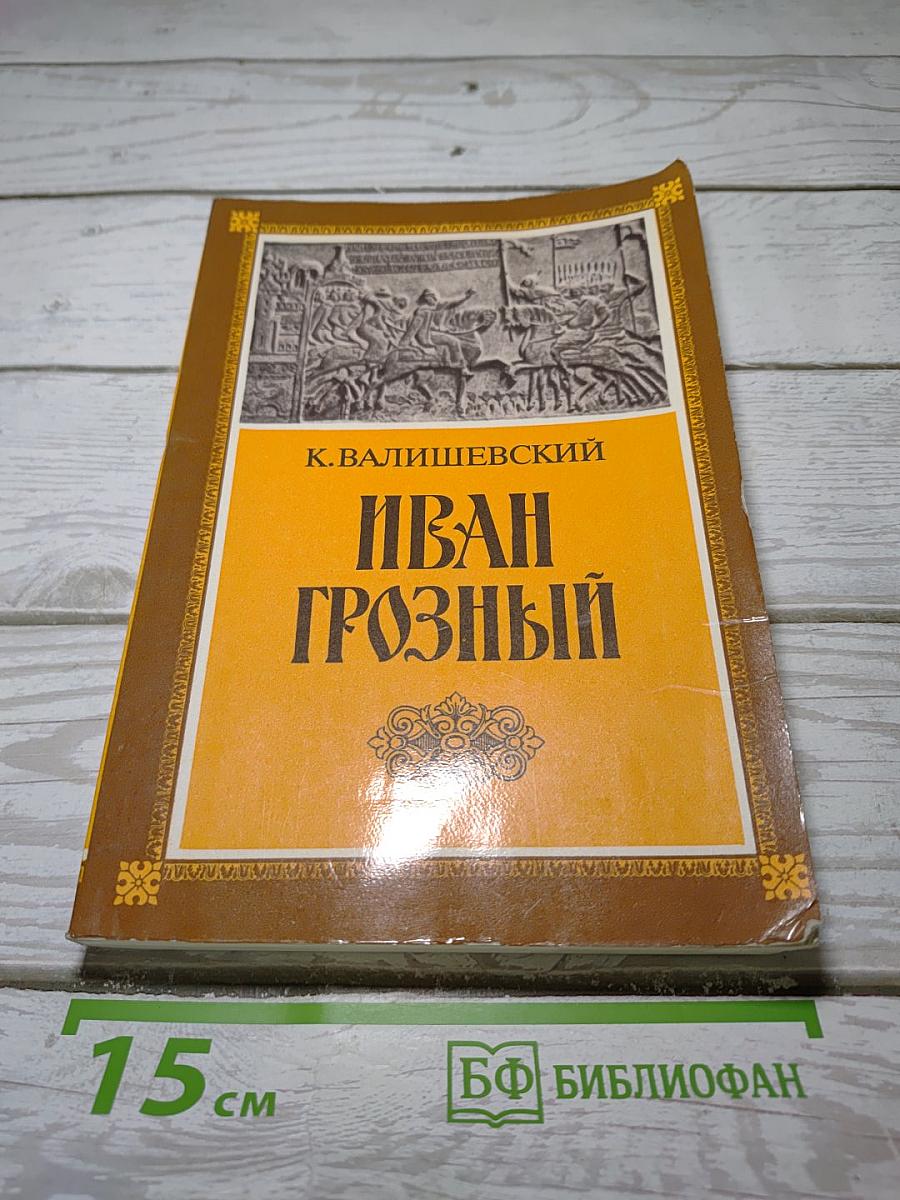 К. ВАЛИШЕВСКИЙ
ИВАН
ГРОЗНЫЙ
15 см
БФ БИБЛИОФАН